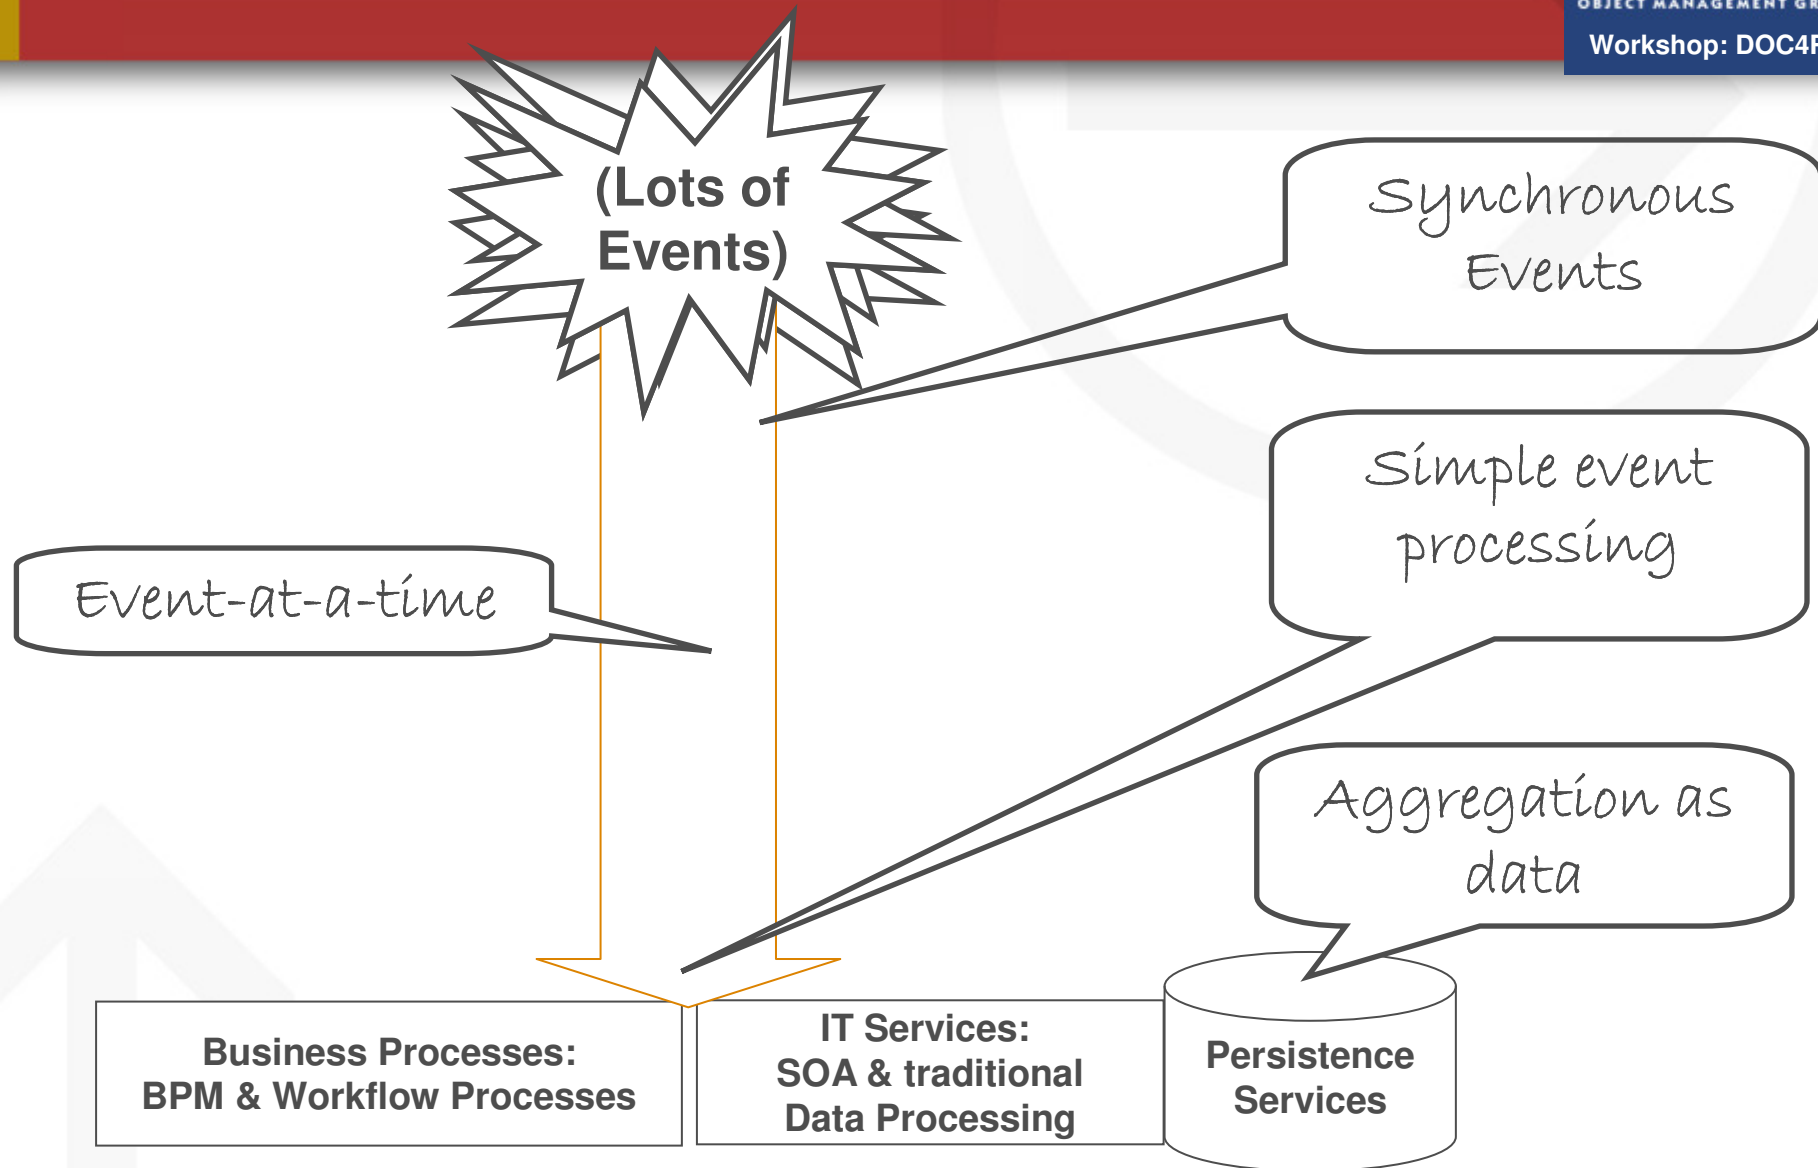 OBJECT MANAGEMENT
Workshop:
(Lots of
Events)
Synchronous
Events
Simple event
processing
Event-at-a-time
Aggregation as
data
Business Processes:
BPM & Workflow Processes
IT Services:
SOA & traditional
Data Processing
Persistence
Services